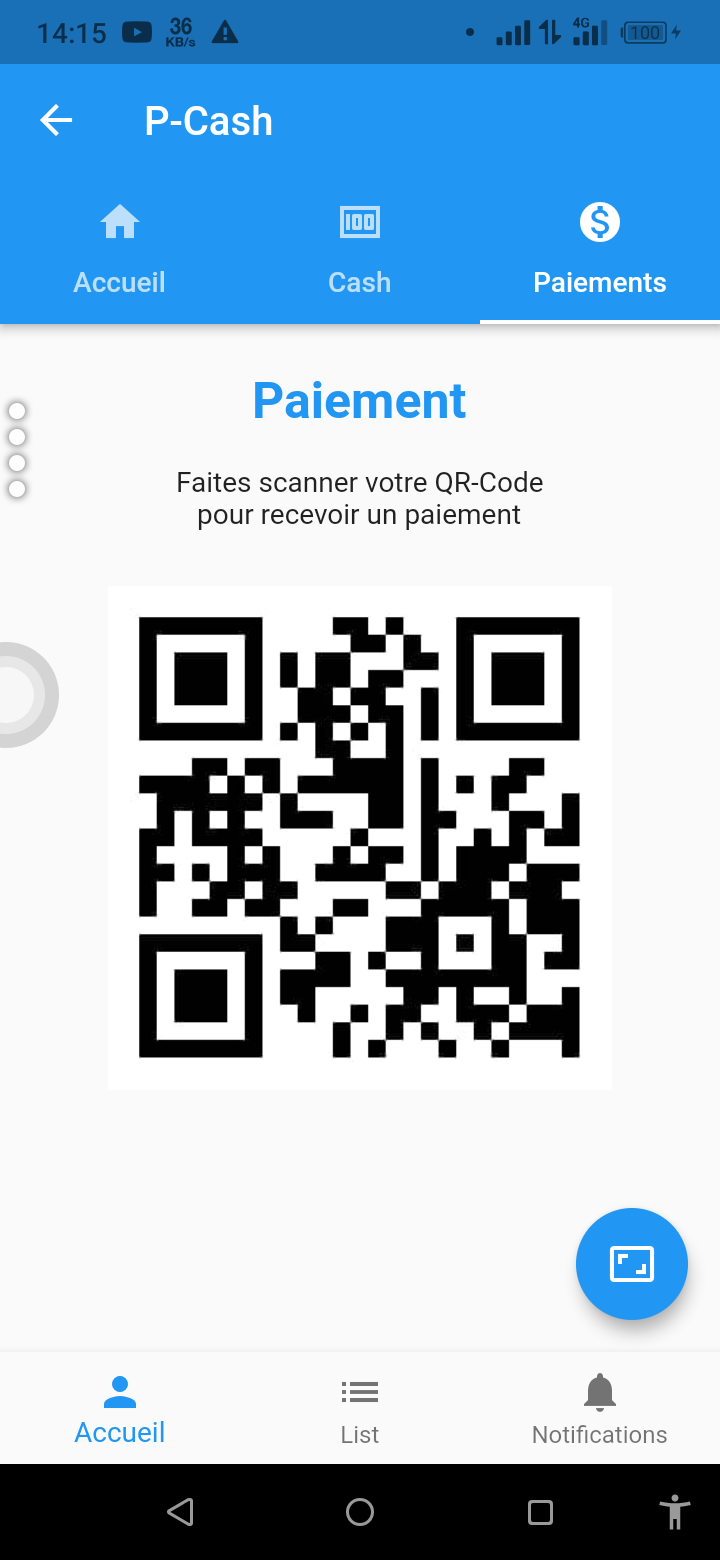 14:15
36
KB/s
4G
100
P-Cash
100
Accueil
Cash
Paiements
Paiement
Faites scanner votre QR-Code
pour recevoir un paiement
Accueil
List
Notifications